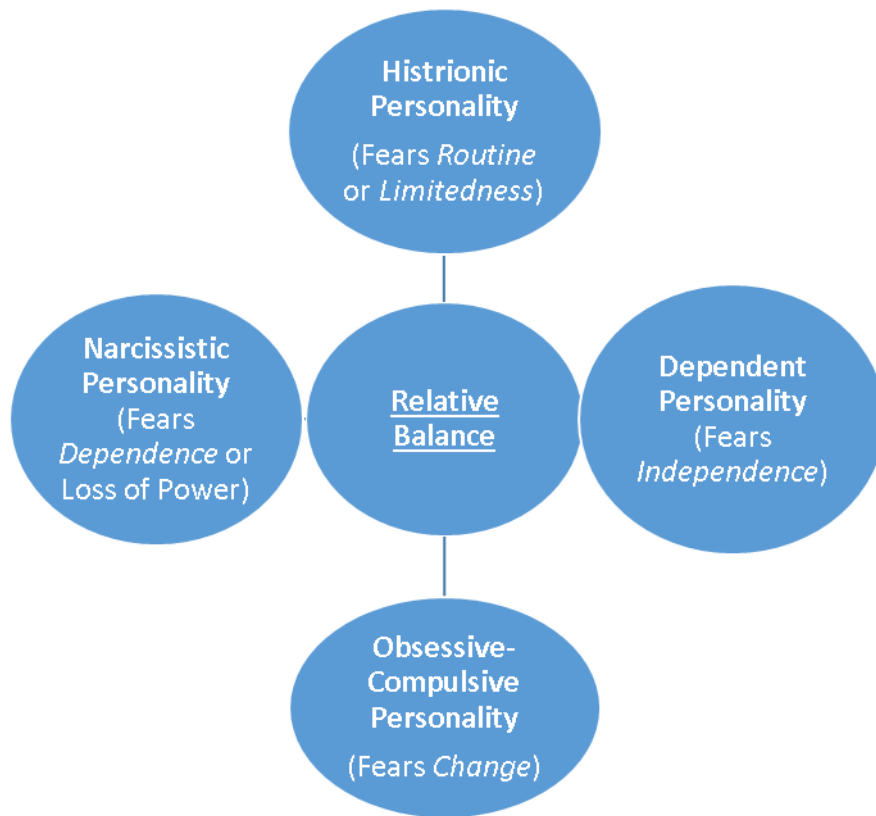 Histrionic
Personality
(Fears Routine
or Limitedness)
Narcissistic
Personality
(Fears
Dependence or
Loss of Power)
Relative
Balance
Dependent
Personality
(Fears
Independence)
Obsessive-
Compulsive
Personality
(Fears Change)